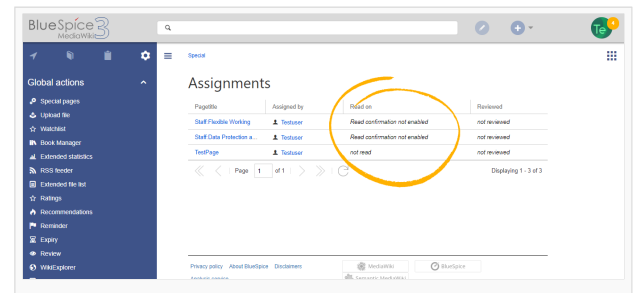 BlueSpice 3
MediaWiki
Te
Special
Global actions
Special pages
Upload file
Watchlist
Book Manager
Extended statistics
RSS feeder
Extended file list
Ratings
Recommendations
Reminder
Expiry
Review
WikiExplorer
Assignments
Pagetitle Assigned by Read on Reviewed
Staff:Flexible Working Testuser Read confirmation not enabled not reviewed
Staff:Data Protection a... Testuser Read confirmation not enabled not reviewed
TestPage Testuser not read not reviewed
Page 1 of 1 Displaying 1 - 3 of 3
Privacy policy About BlueSpice Disclaimers
MediaWiki BlueSpice
Semantic MediaWiki